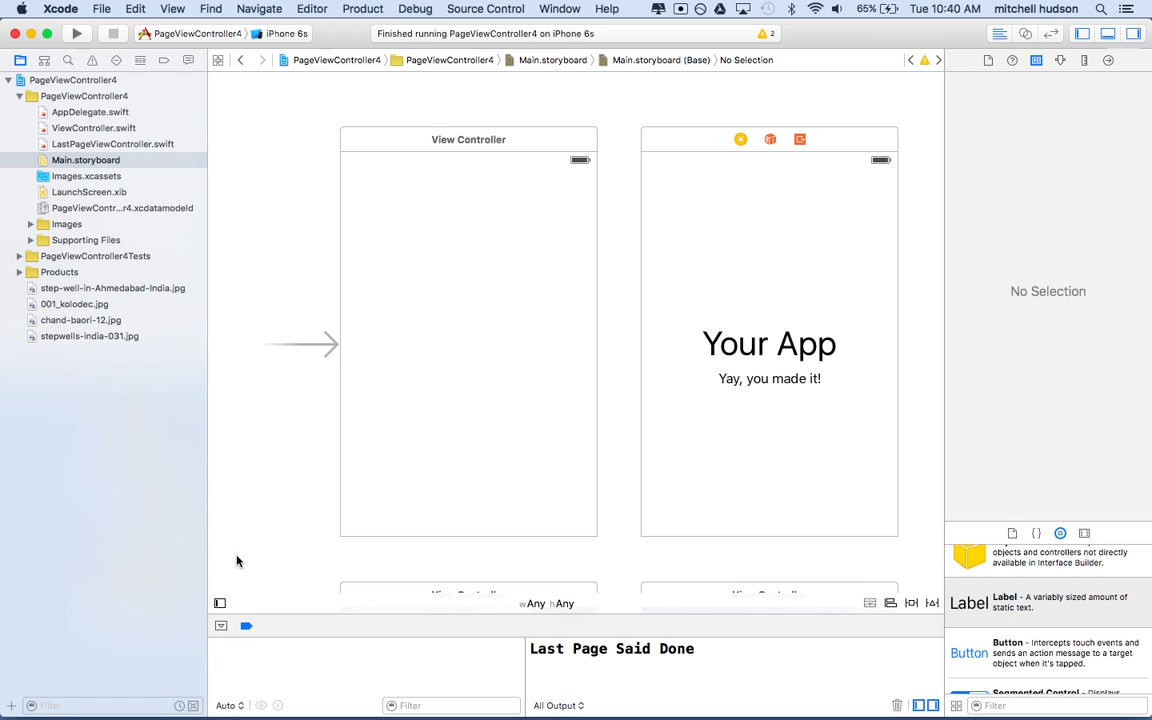 Xcode File Edit View Find Navigate Editor Product Debug Source Control Window Help 65% Tue 10:40 AM mitchell hudson
PageViewController4 iPhone 6s Finished running PageViewController4 on iPhone 6s 2
PageViewController4 PageViewController4 Main.storyboard Main.storyboard (Base) No Selection
PageViewController4
PageViewController4
AppDelegate.swift
ViewController.swift
LastPageViewController.swift
Main.storyboard
Images.xcassets
LaunchScreen.xib
PageViewContr...r4.xcdatamodeld
Images
Supporting Files
PageViewController4Tests
Products
step-well-in-Ahmedabad-India.jpg
001_kolodec.jpg
chand-baori-12.jpg
stepwells-india-031.jpg
Filter
View Controller
Your App
Yay, you made it!
wAny hAny
Auto
Filter
Last Page Said Done
All Output
No Selection
objects and controllers not directly
available in Interface Builder.
Label
Label - A variably sized amount of
static text.
Button
Button - Intercepts touch events and
sends an action message to a target
object when it's tapped.
Filter